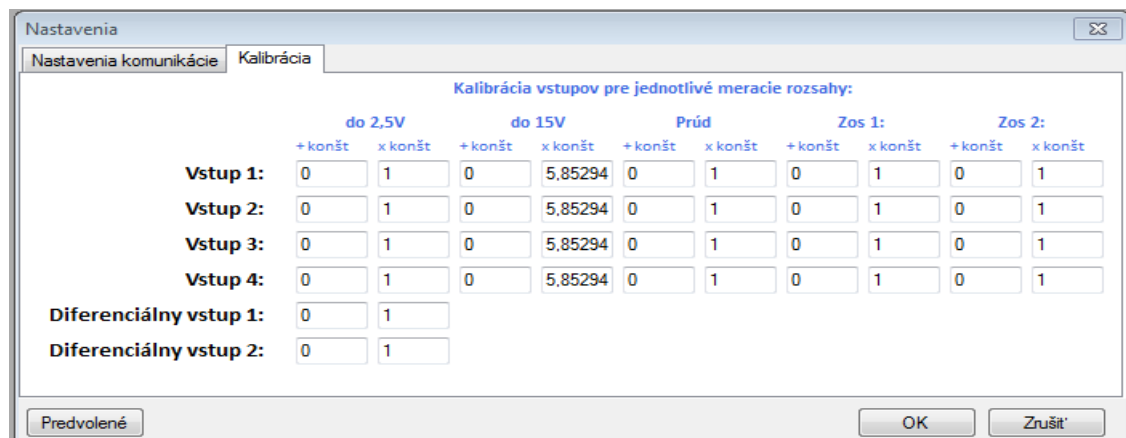 Nastavenia
Nastavenia komunikácie Kalibrácia
Kalibrácia vstupov pre jednotlivé meracie rozsahy:
do 2,5V do 15V Prúd Zos 1: Zos 2:
+ konšt x konšt + konšt x konšt + konšt x konšt + konšt x konšt + konšt x konšt
Vstup 1: 0 1 0 5,85294 0 1 0 1 0 1
Vstup 2: 0 1 0 5,85294 0 1 0 1 0 1
Vstup 3: 0 1 0 5,85294 0 1 0 1 0 1
Vstup 4: 0 1 0 5,85294 0 1 0 1 0 1
Diferenciálny vstup 1: 0 1
Diferenciálny vstup 2: 0 1
Predvolené OK Zrušiť